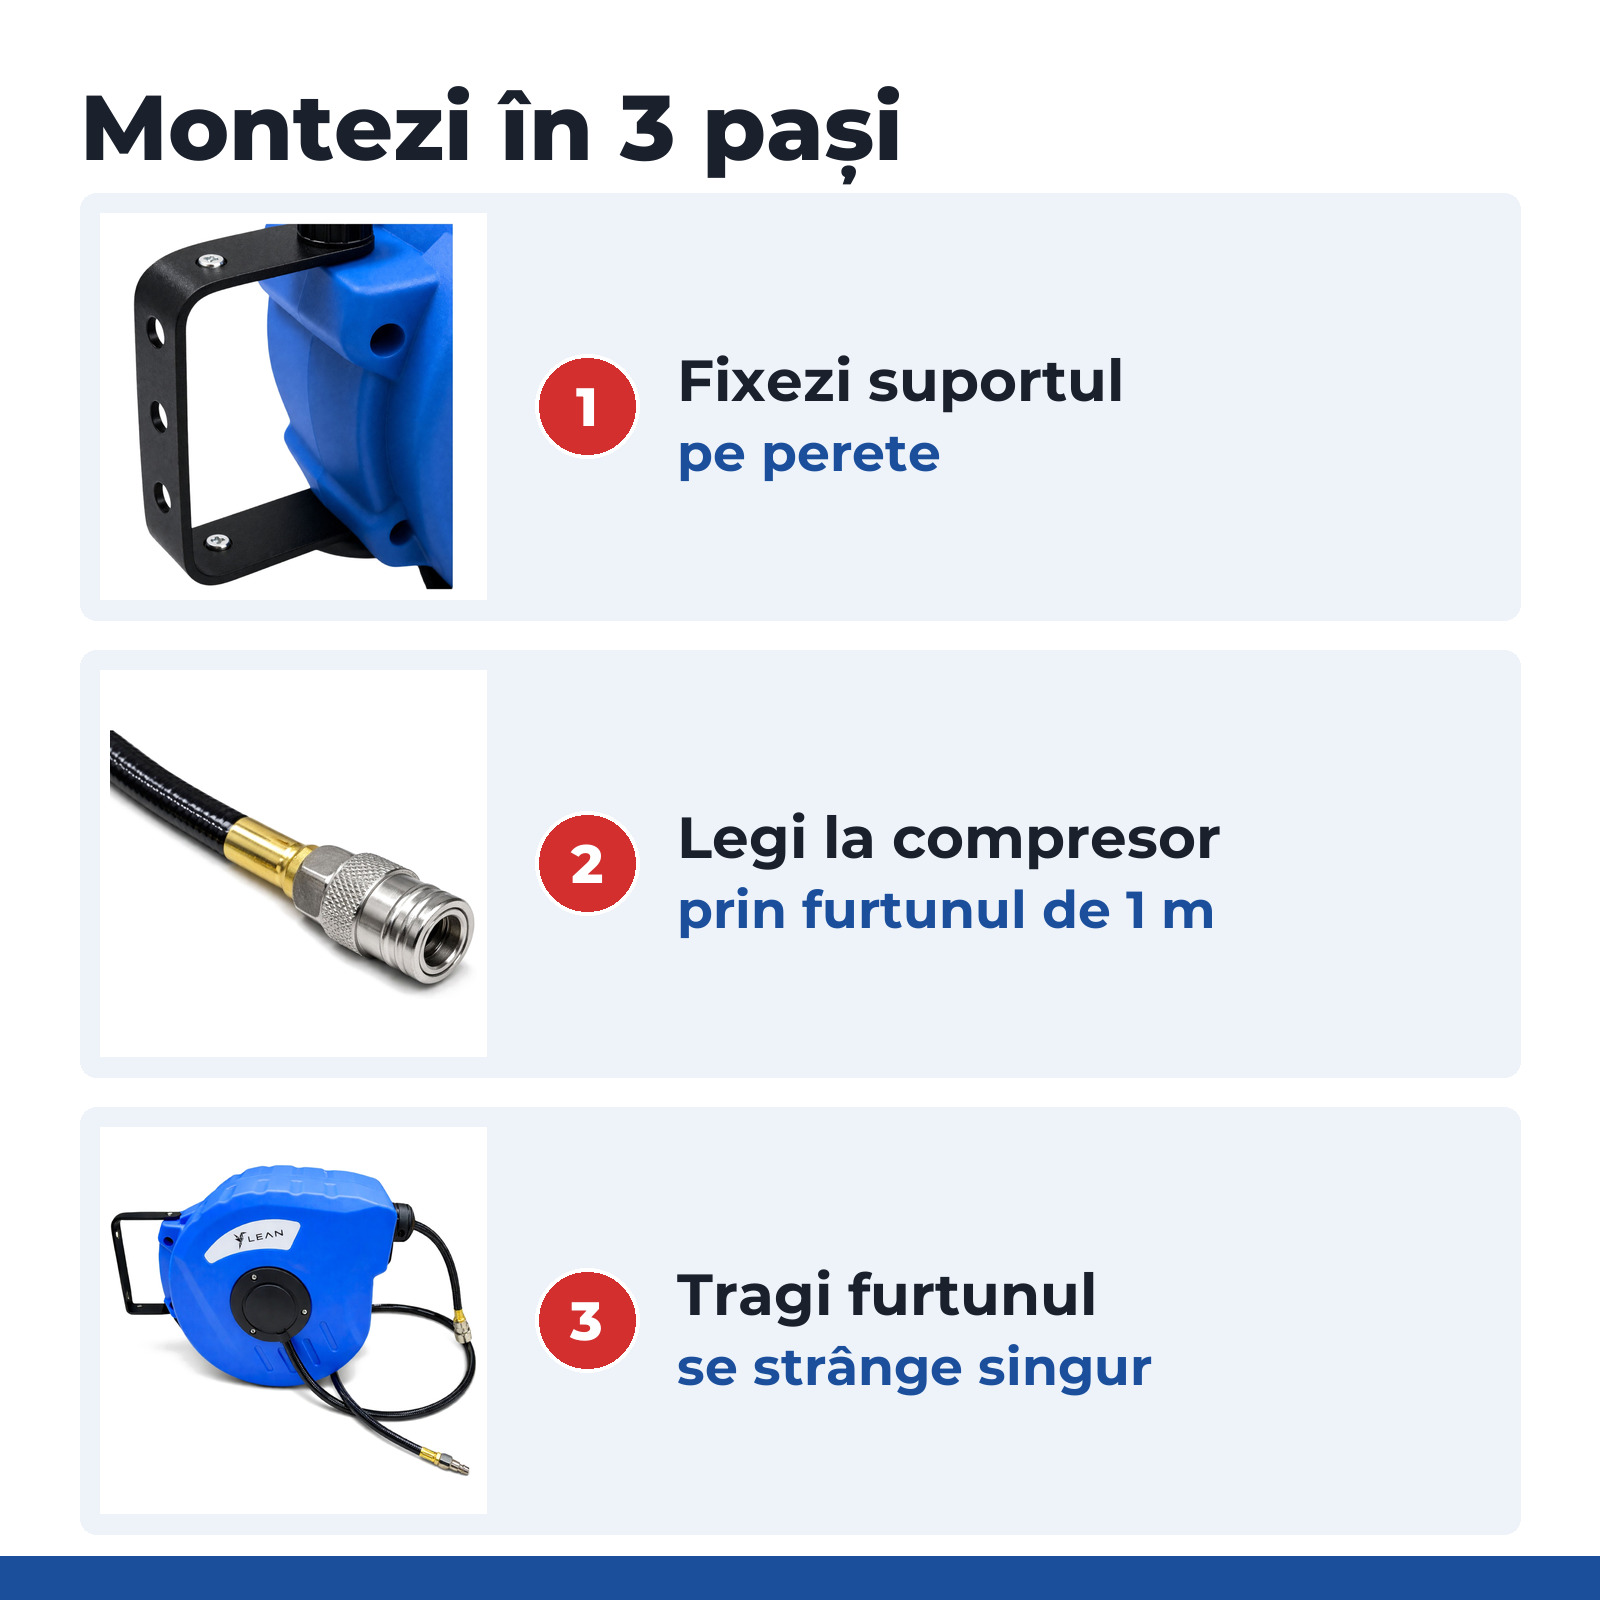 Montezi în 3 pași
1
Fixezi suportul
pe perete
2
Legi la compresor
prin furtunul de 1 m
LEAN
3
Tragi furtunul
se strânge singur